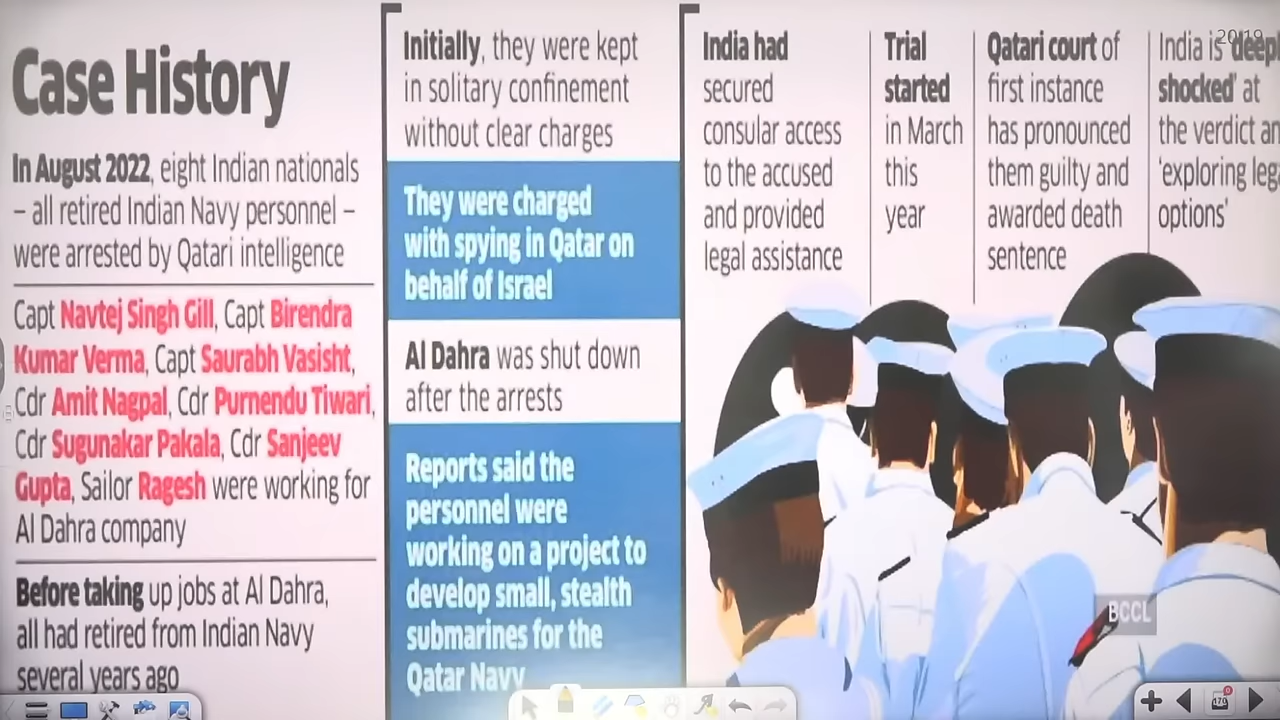 Case History
In August 2022, eight Indian nationals
– all retired Indian Navy personnel –
were arrested by Qatari intelligence
Capt Navtej Singh Gill, Capt Birendra
Kumar Verma, Capt Saurabh Vasisht,
Cdr Amit Nagpal, Cdr Purnendu Tiwari,
Cdr Sugunakar Pakala, Cdr Sanjeev
Gupta, Sailor Ragesh were working for
Al Dahra company
Before taking up jobs at Al Dahra,
all had retired from Indian Navy
several years ago
Initially, they were kept
in solitary confinement
without clear charges
They were charged
with spying in Qatar on
behalf of Israel
Al Dahra was shut down
after the arrests
Reports said the
personnel were
working on a project to
develop small, stealth
submarines for the
Qatar Navy
India had
secured
consular access
to the accused
and provided
legal assistance
Trial
started
in March
this
year
Qatari court of
first instance
has pronounced
them guilty and
awarded death
sentence
India is 'deepl
shocked' at
the verdict an
'exploring leg
options'
20:19
BCCL